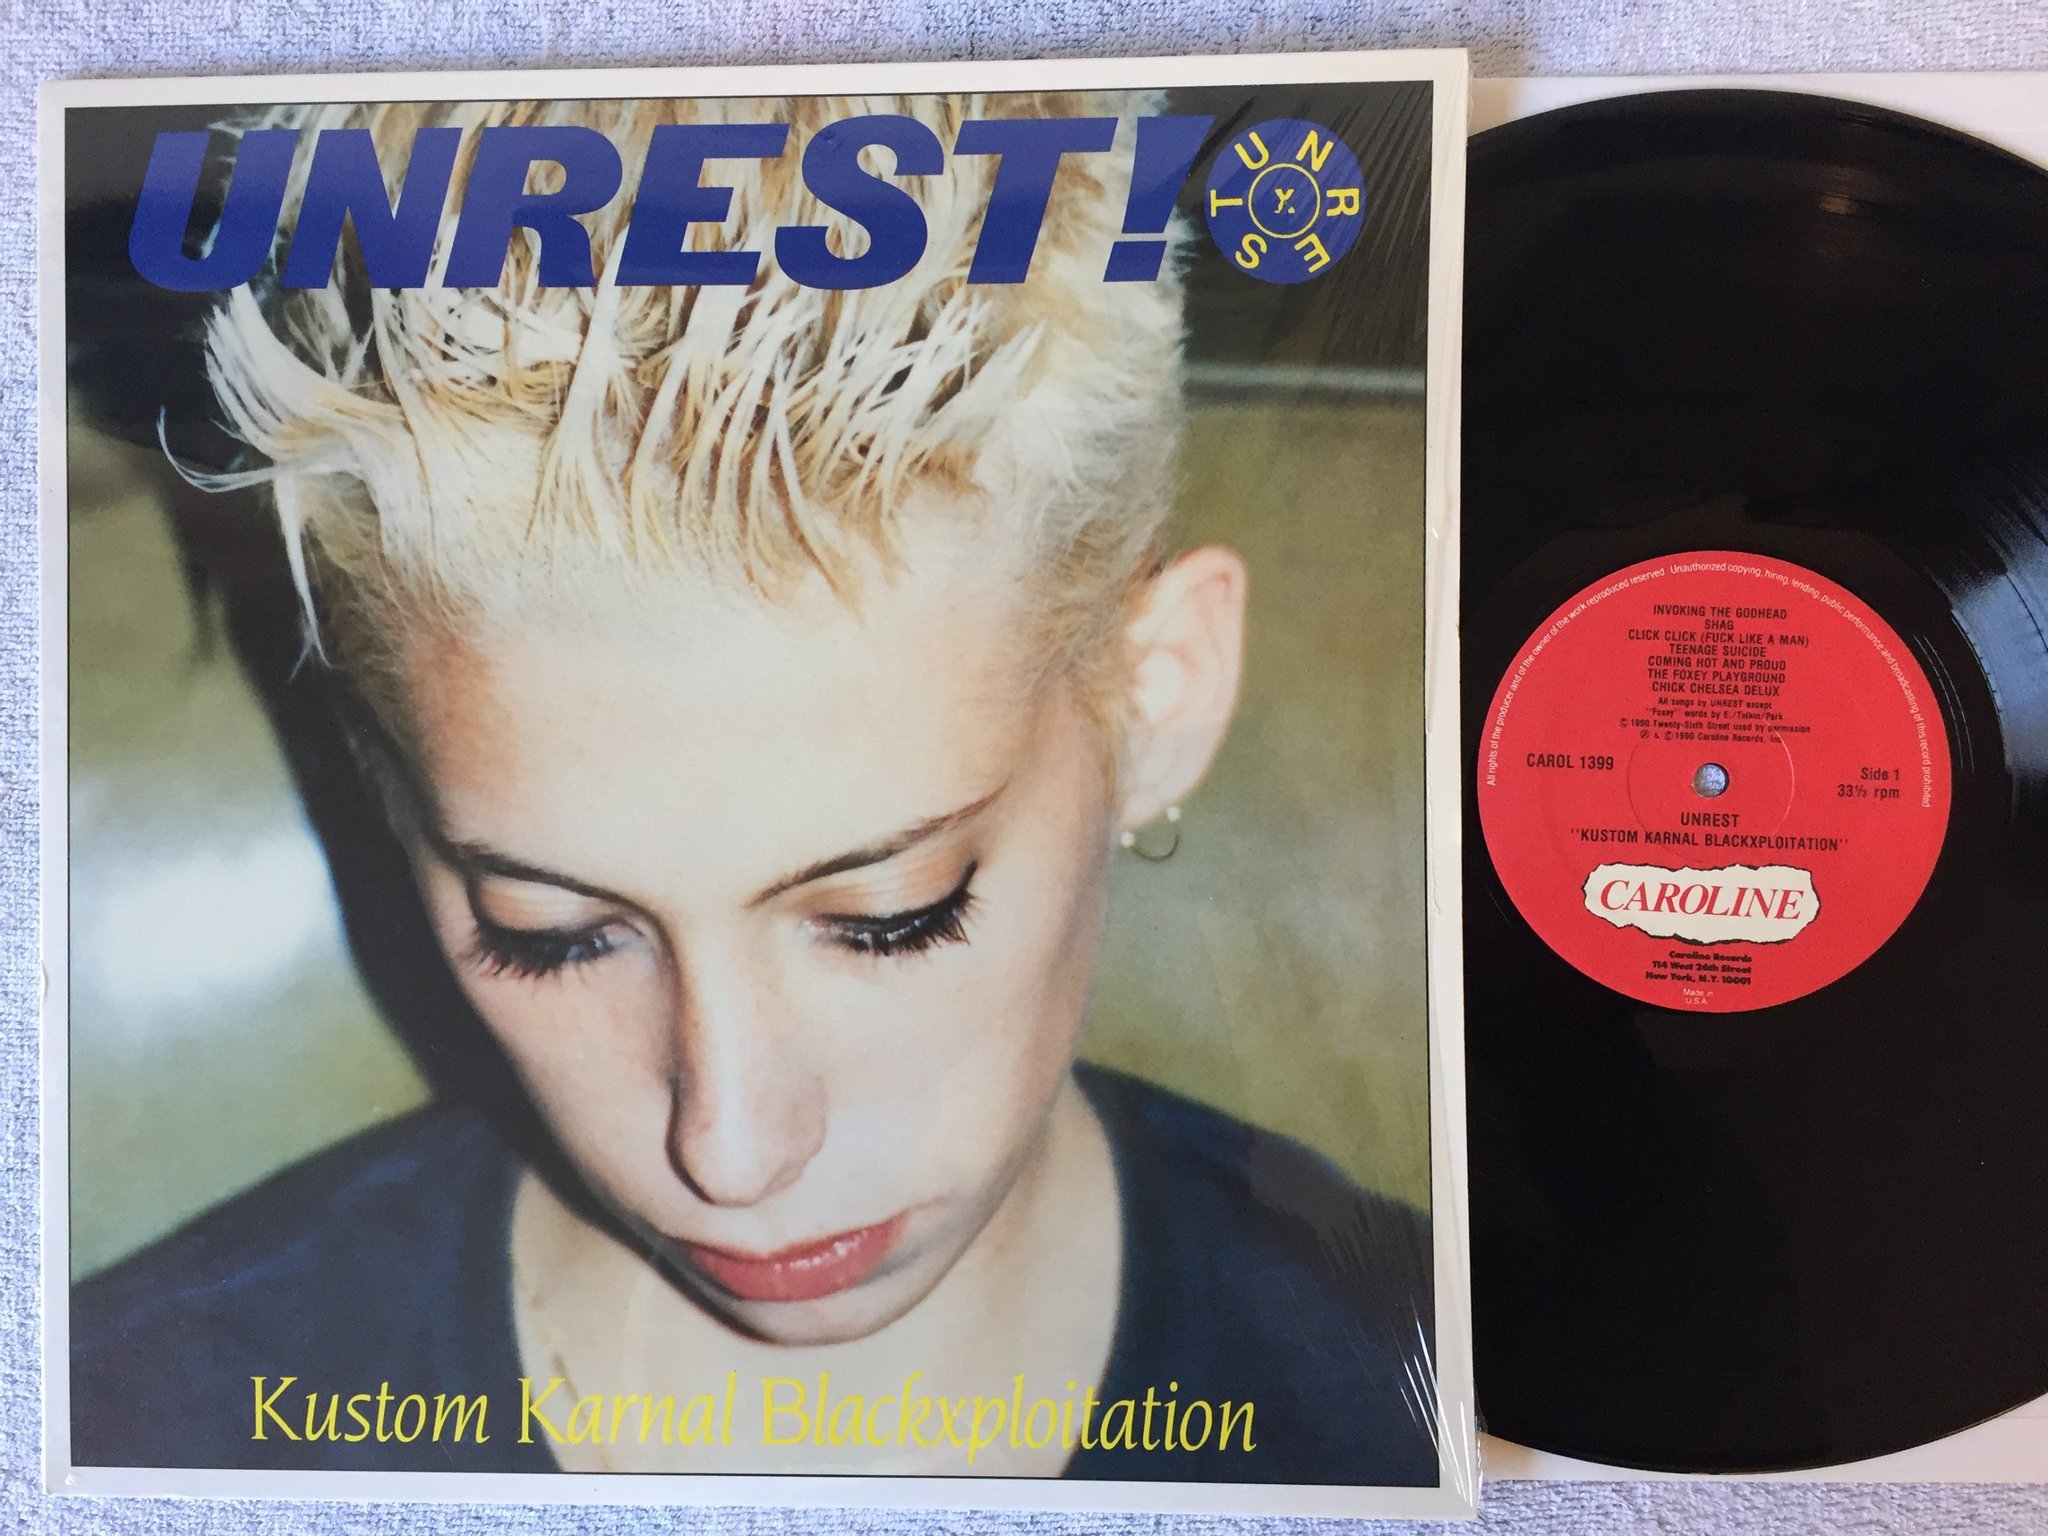 UNREST!
UNREST
Y.
Kustom Karnal Blackxploitation
All rights of the producer and of the owner of the work reproduced reserved Unauthorized copying, hiring, lending, public performance and broadcasting of this record prohibited
INVOKING THE GODHEAD
SHAG
CLICK CLICK (FUCK LIKE A MAN)
TEENAGE SUICIDE
COMING HOT AND PROUD
THE FOXEY PLAYGROUND
CHICK CHELSEA DELUX
All songs by UNREST except
"Foxey" words by E./Telkin/Park
© 1990 Twenty-Sixth Street used by permission
℗ & © 1990 Caroline Records, Inc
CAROL 1399
Side 1
33⅓ rpm
UNREST
"KUSTOM KARNAL BLACKXPLOITATION"
CAROLINE
Caroline Records
114 West 26th Street
New York, N.Y. 10001
Made in
U.S.A